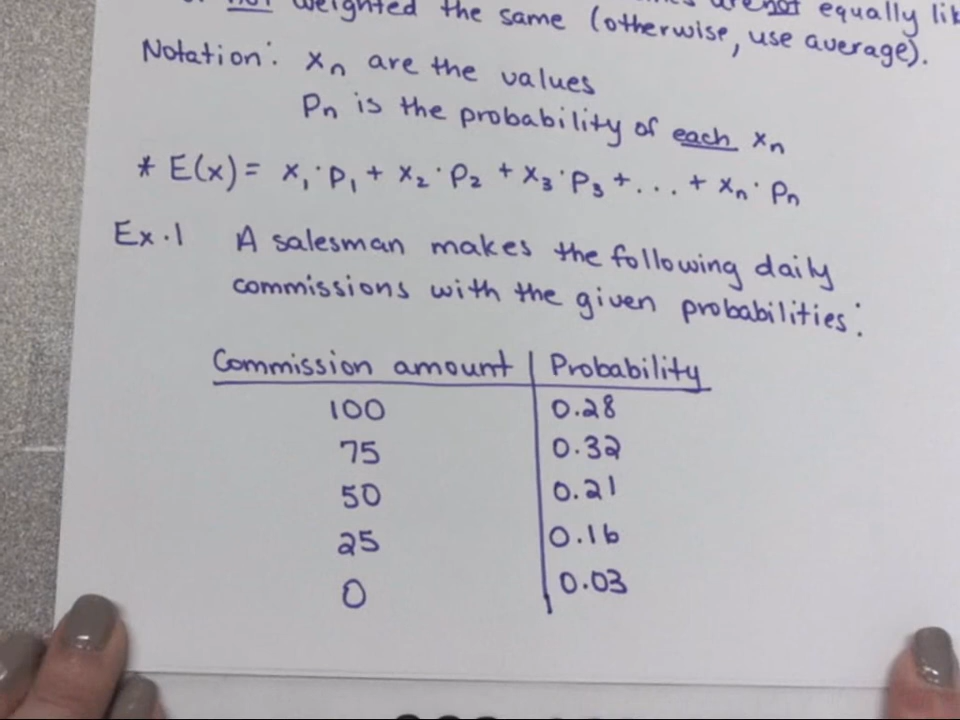 weighted the same (otherwise, use average).
Notation: xn are the values
Pn is the probability of each xn
* E(x) = x1·P1 + x2·P2 + x3·P3 + ... + xn·Pn
Ex.1 A salesman makes the following daily
commissions with the given probabilities:
Commission amount | Probability
100 0.28
75 0.32
50 0.21
25 0.16
0 0.03